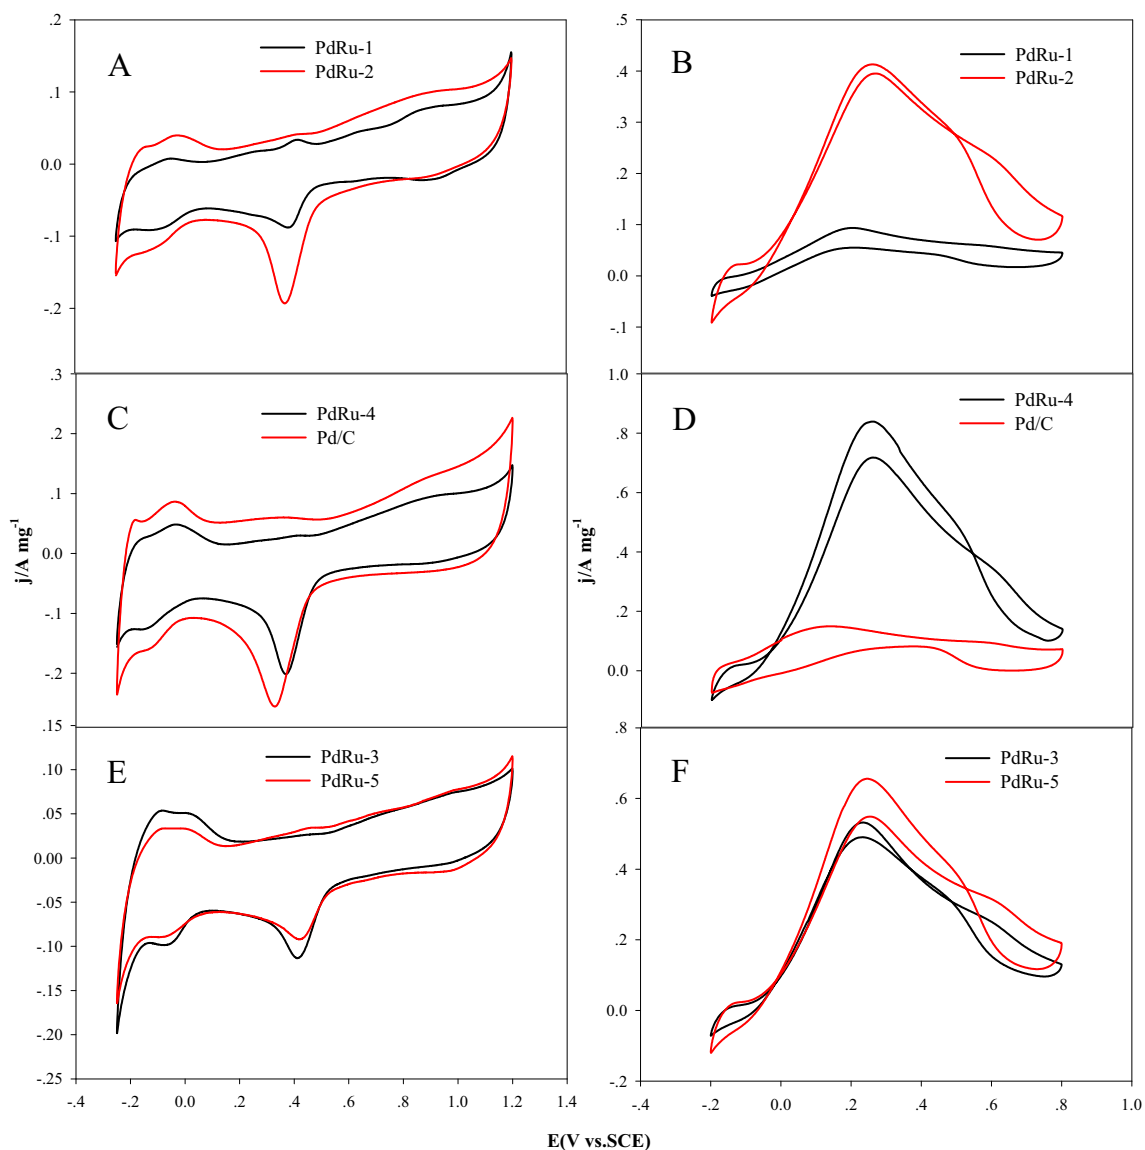 .2
.1
0.0
-.1
-.2
A
PdRu-1
PdRu-2
.5
.4
.3
.2
.1
0.0
-.1
B
PdRu-1
PdRu-2
.3
.2
.1
0.0
-.1
-.2
C
PdRu-4
Pd/C
j/A mg-1
1.0
.8
.6
.4
.2
0.0
D
PdRu-4
Pd/C
j/A mg-1
.15
.10
.05
0.00
-.05
-.10
-.15
-.20
-.25
E
PdRu-3
PdRu-5
.8
.6
.4
.2
0.0
-.2
F
PdRu-3
PdRu-5
-.4 -.2 0.0 .2 .4 .6 .8 1.0 1.2 1.4
-.4 -.2 0.0 .2 .4 .6 .8 1.0
E(V vs.SCE)